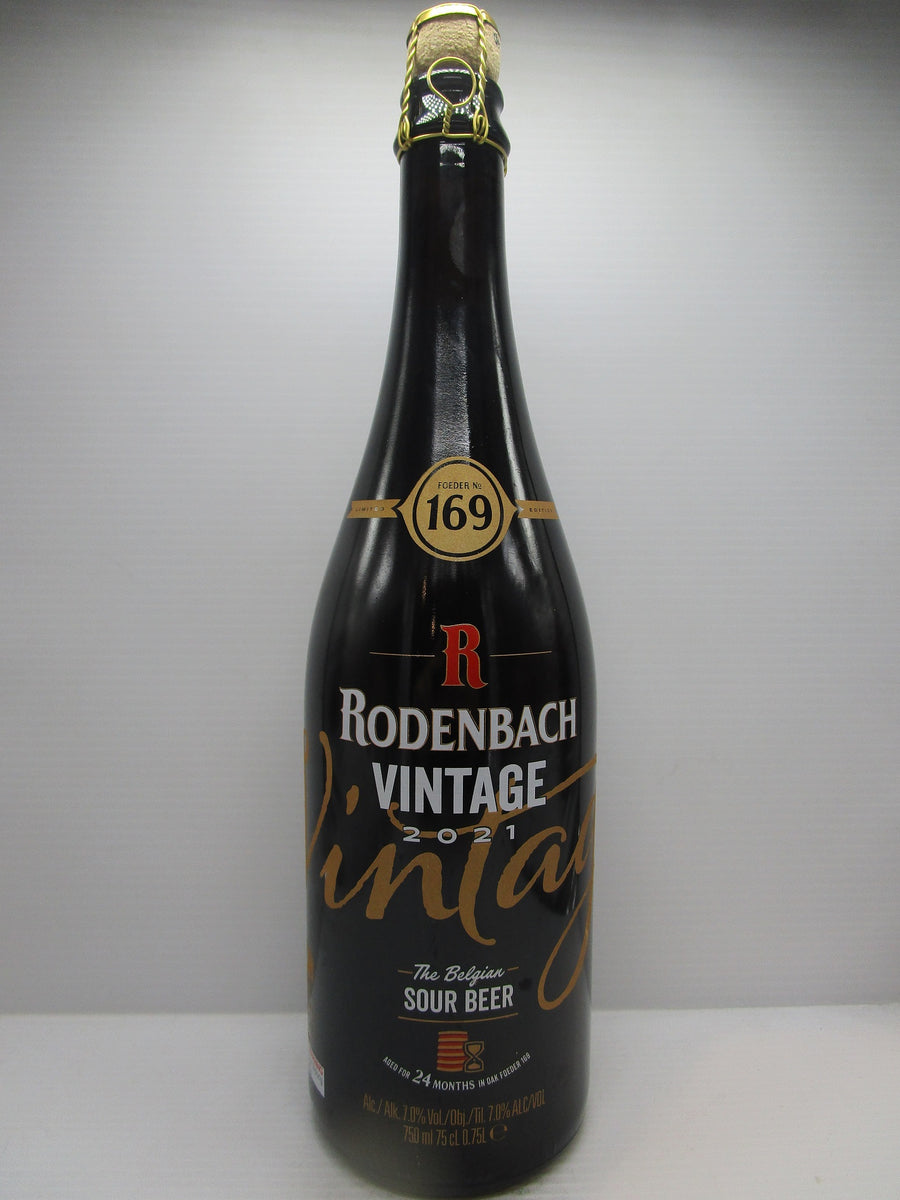 FOEDER No
169
LIMITED EDITION
R
RODENBACH
VINTAGE
2021
Vintag
The Belgian
SOUR BEER
AGED FOR 24 MONTHS IN OAK FOEDER 169
Alc./Alk. 7.0% Vol./Obj./Til. 7.0% ALC/VOL
750 ml 75 cL 0.75L e